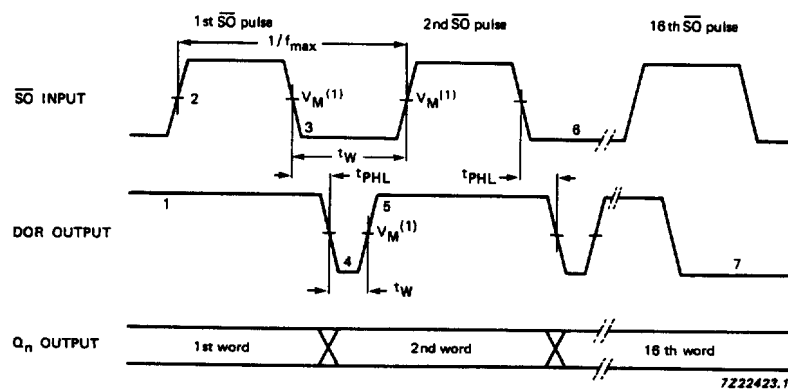 1st SO pulse
2nd SO pulse
16th SO pulse
1/fmax
SO INPUT
2
VM(1)
VM(1)
3
6
tW
tPHL
tPHL
1
5
DOR OUTPUT
VM(1)
4
7
tW
Qn OUTPUT
1st word
2nd word
16th word
7Z22423.1